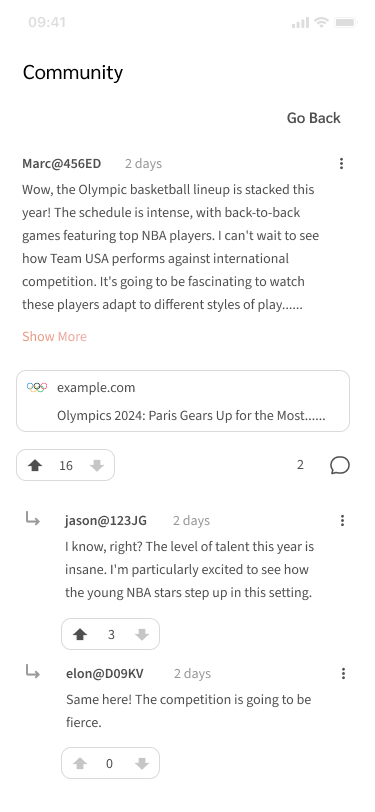 09:41
Community
Go Back
Marc@456ED 2 days
Wow, the Olympic basketball lineup is stacked this
year! The schedule is intense, with back-to-back
games featuring top NBA players. I can't wait to see
how Team USA performs against international
competition. It's going to be fascinating to watch
these players adapt to different styles of play......
Show More
example.com
Olympics 2024: Paris Gears Up for the Most......
16
2
jason@123JG 2 days
I know, right? The level of talent this year is
insane. I'm particularly excited to see how
the young NBA stars step up in this setting.
3
elon@D09KV 2 days
Same here! The competition is going to be
fierce.
0